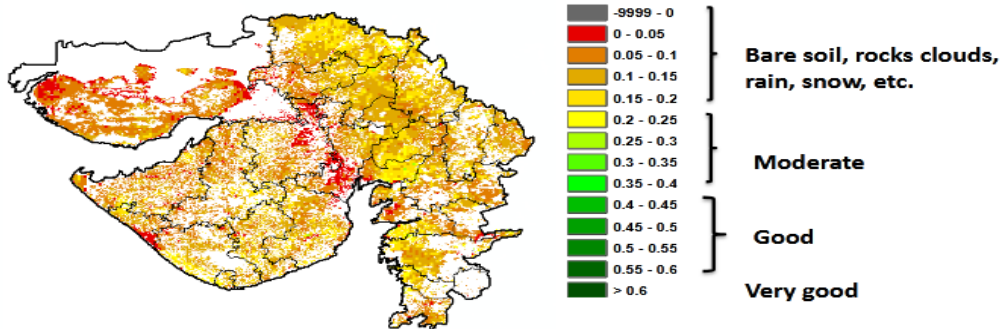 -9999 - 0
0 - 0.05
0.05 - 0.1
0.1 - 0.15
0.15 - 0.2
0.2 - 0.25
0.25 - 0.3
0.3 - 0.35
0.35 - 0.4
0.4 - 0.45
0.45 - 0.5
0.5 - 0.55
0.55 - 0.6
> 0.6
Bare soil, rocks clouds,
rain, snow, etc.
Moderate
Good
Very good